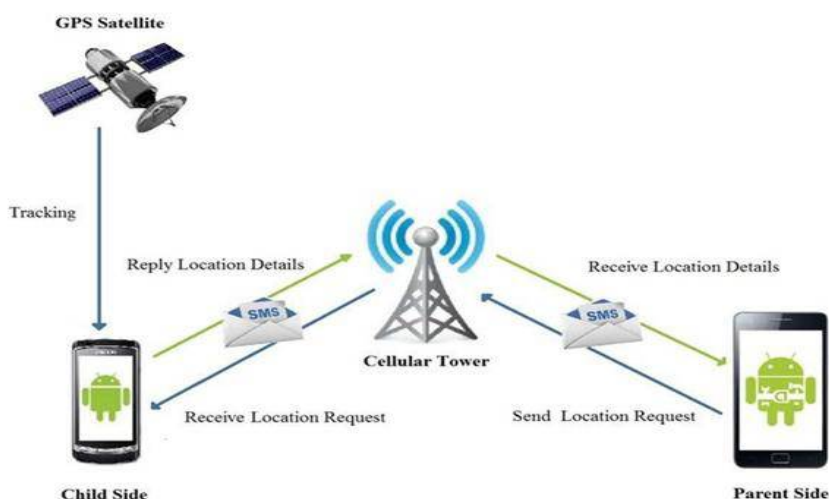 GPS Satellite
Tracking
Reply Location Details
Receive Location Details
SMS
SMS
Cellular Tower
Receive Location Request
Send Location Request
Child Side
Parent Side